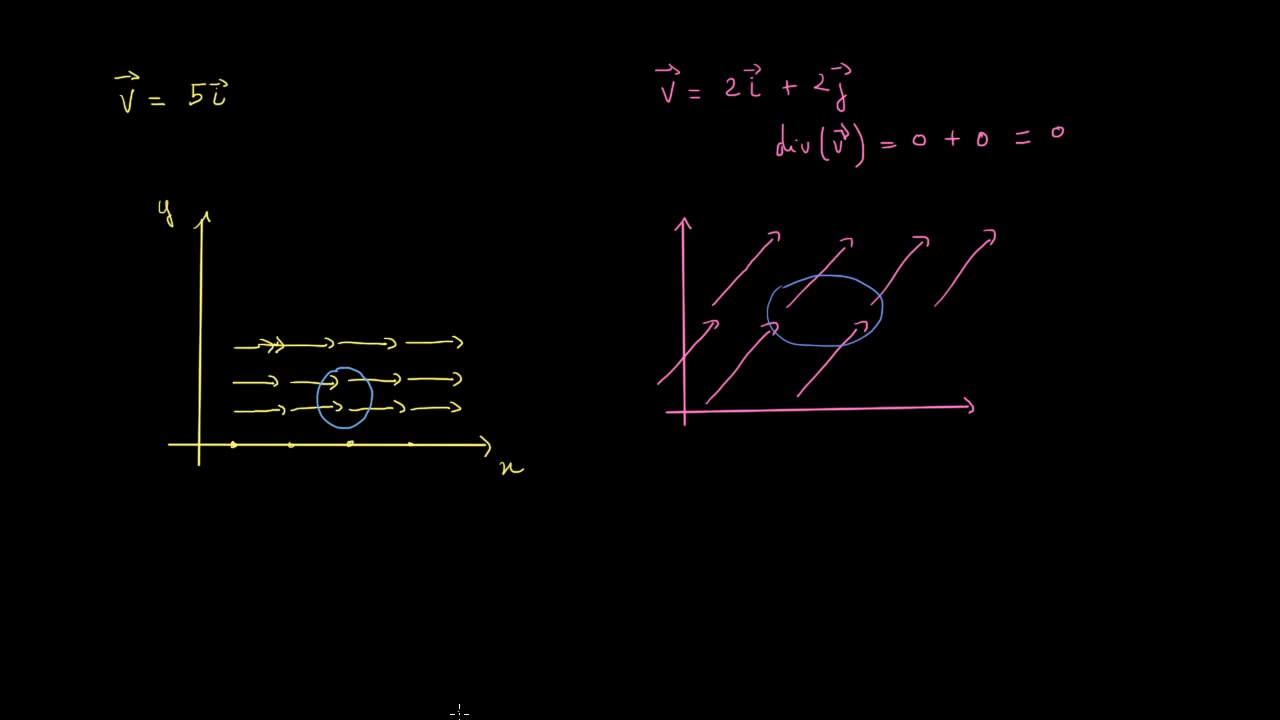 v⃗ = 5i⃗
v⃗ = 2i⃗ + 2j⃗
div(v⃗) = 0 + 0 = 0
y
x